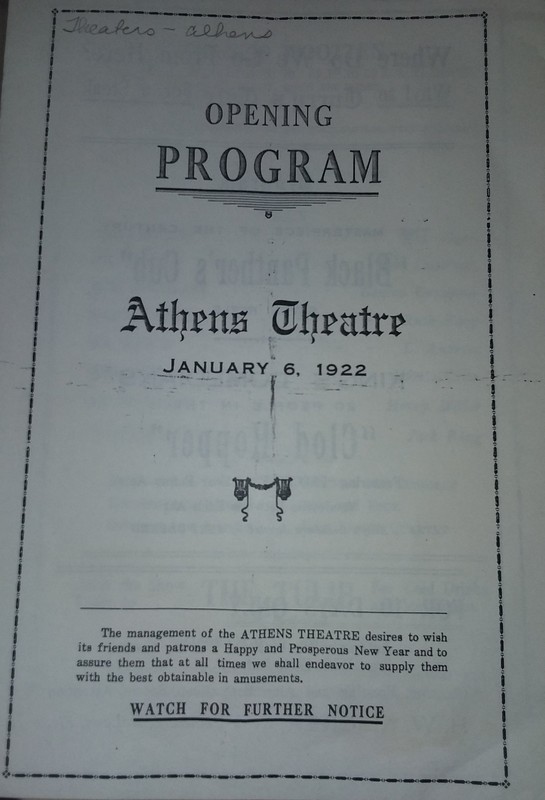 Theaters - Athens
OPENING
PROGRAM
Athens Theatre
JANUARY 6, 1922
The management of the ATHENS THEATRE desires to wish
its friends and patrons a Happy and Prosperous New Year and to
assure them that at all times we shall endeavor to supply them
with the best obtainable in amusements.
WATCH FOR FURTHER NOTICE